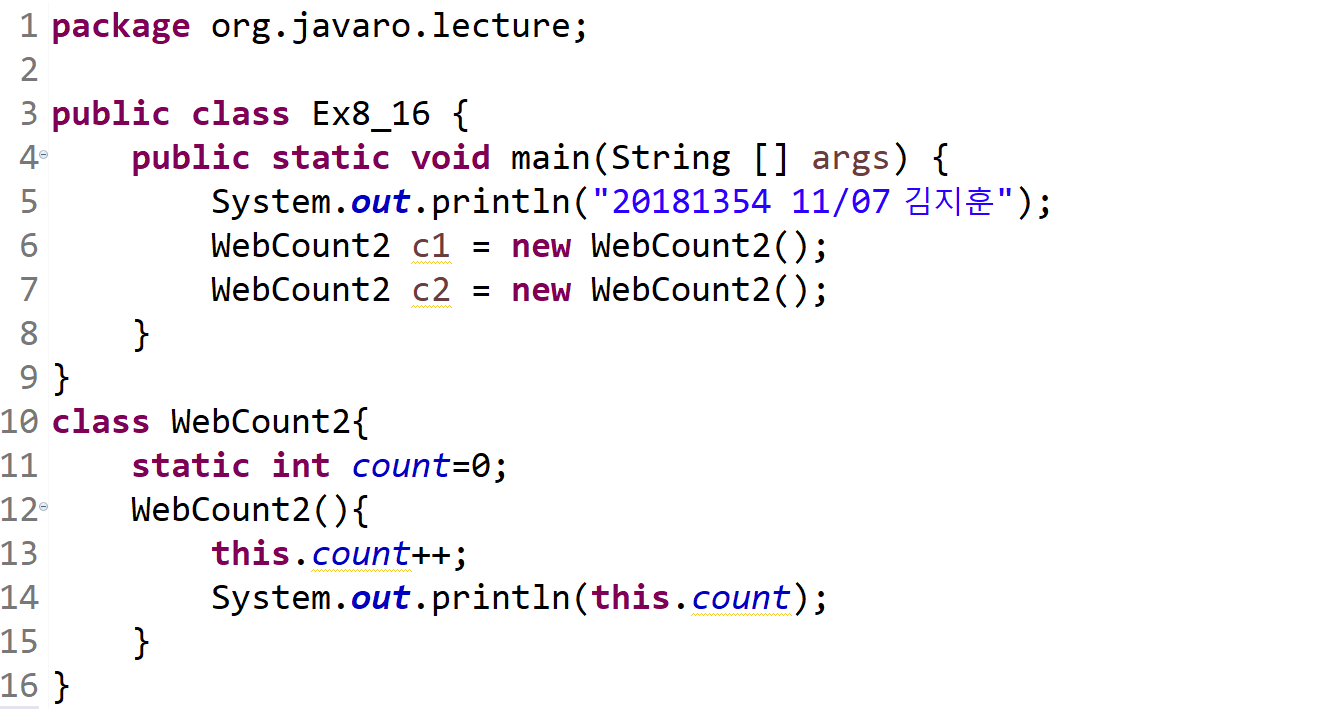 1 package org.javaro.lecture;
2
3 public class Ex8_16 {
4     public static void main(String [] args) {
5         System.out.println("20181354 11/07 김지훈");
6         WebCount2 c1 = new WebCount2();
7         WebCount2 c2 = new WebCount2();
8     }
9 }
10 class WebCount2{
11     static int count=0;
12     WebCount2(){
13         this.count++;
14         System.out.println(this.count);
15     }
16 }